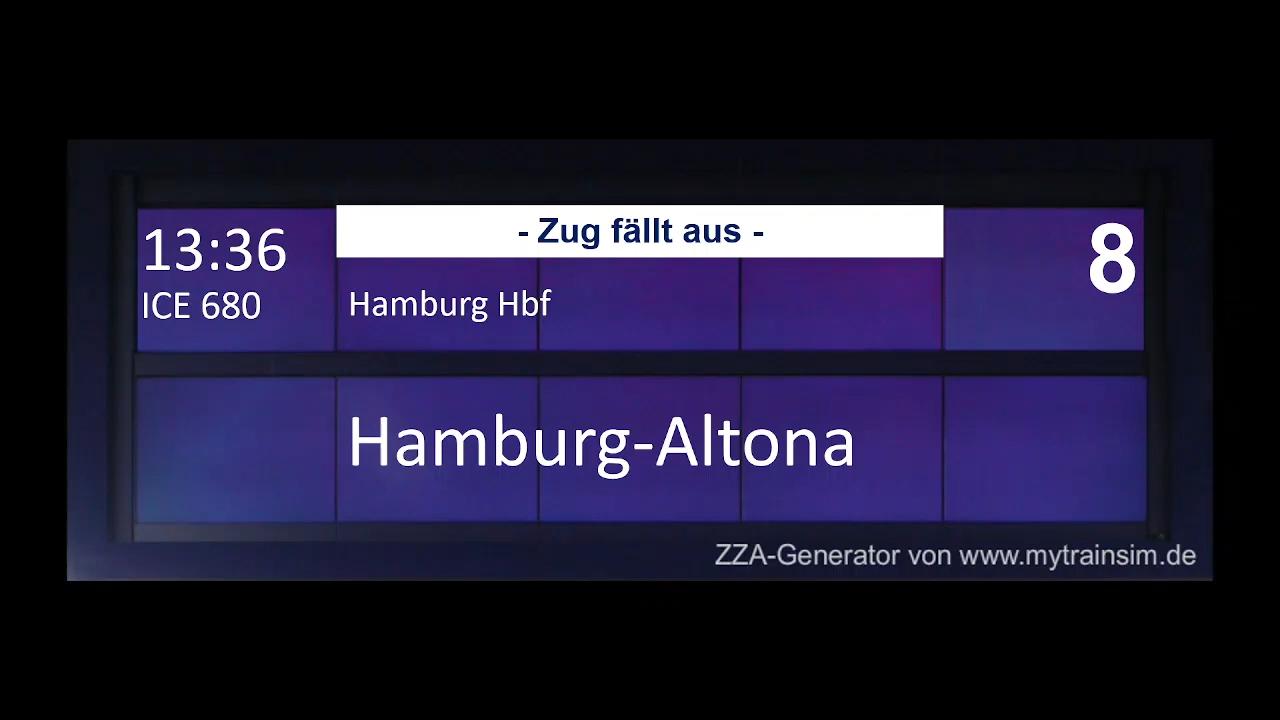 13:36
- Zug fällt aus -
8
ICE 680
Hamburg Hbf
Hamburg-Altona
ZZA-Generator von www.mytrainsim.de